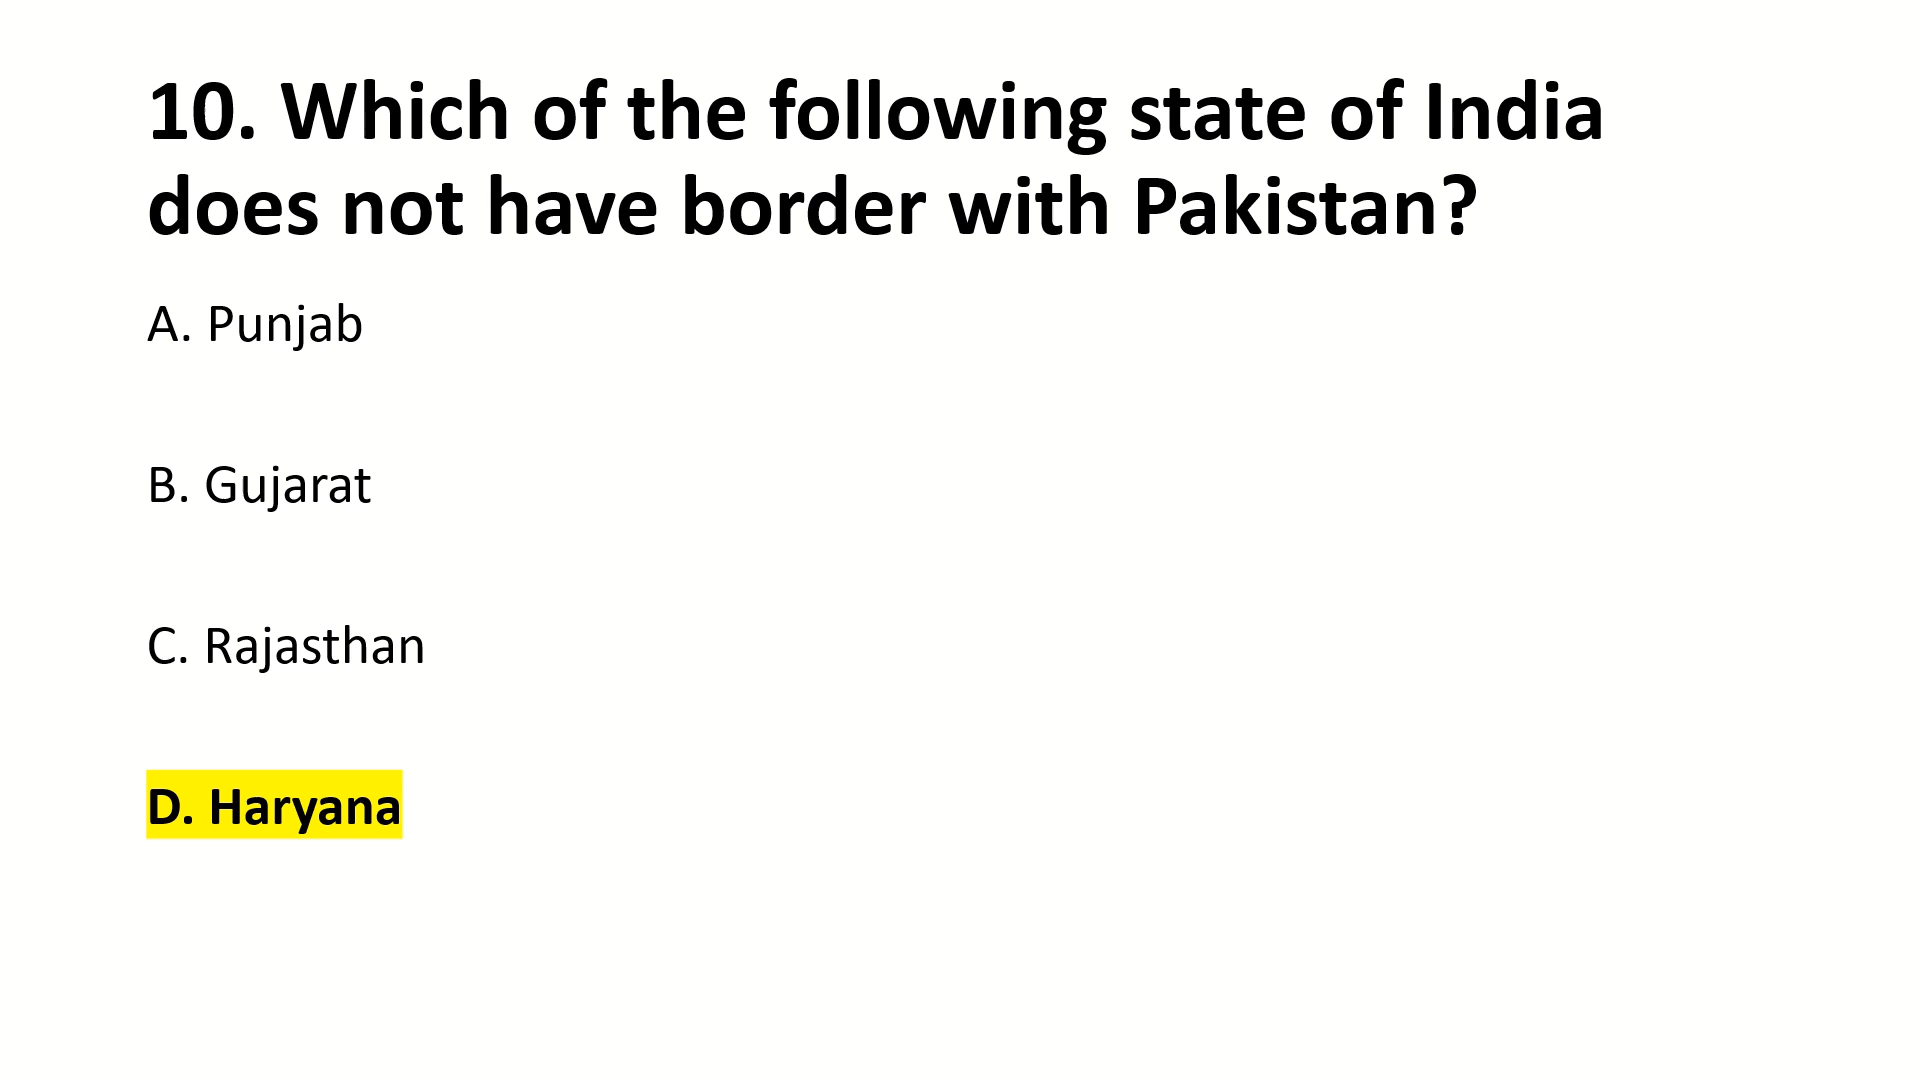 10. Which of the following state of India
does not have border with Pakistan?
A. Punjab
B. Gujarat
C. Rajasthan
D. Haryana